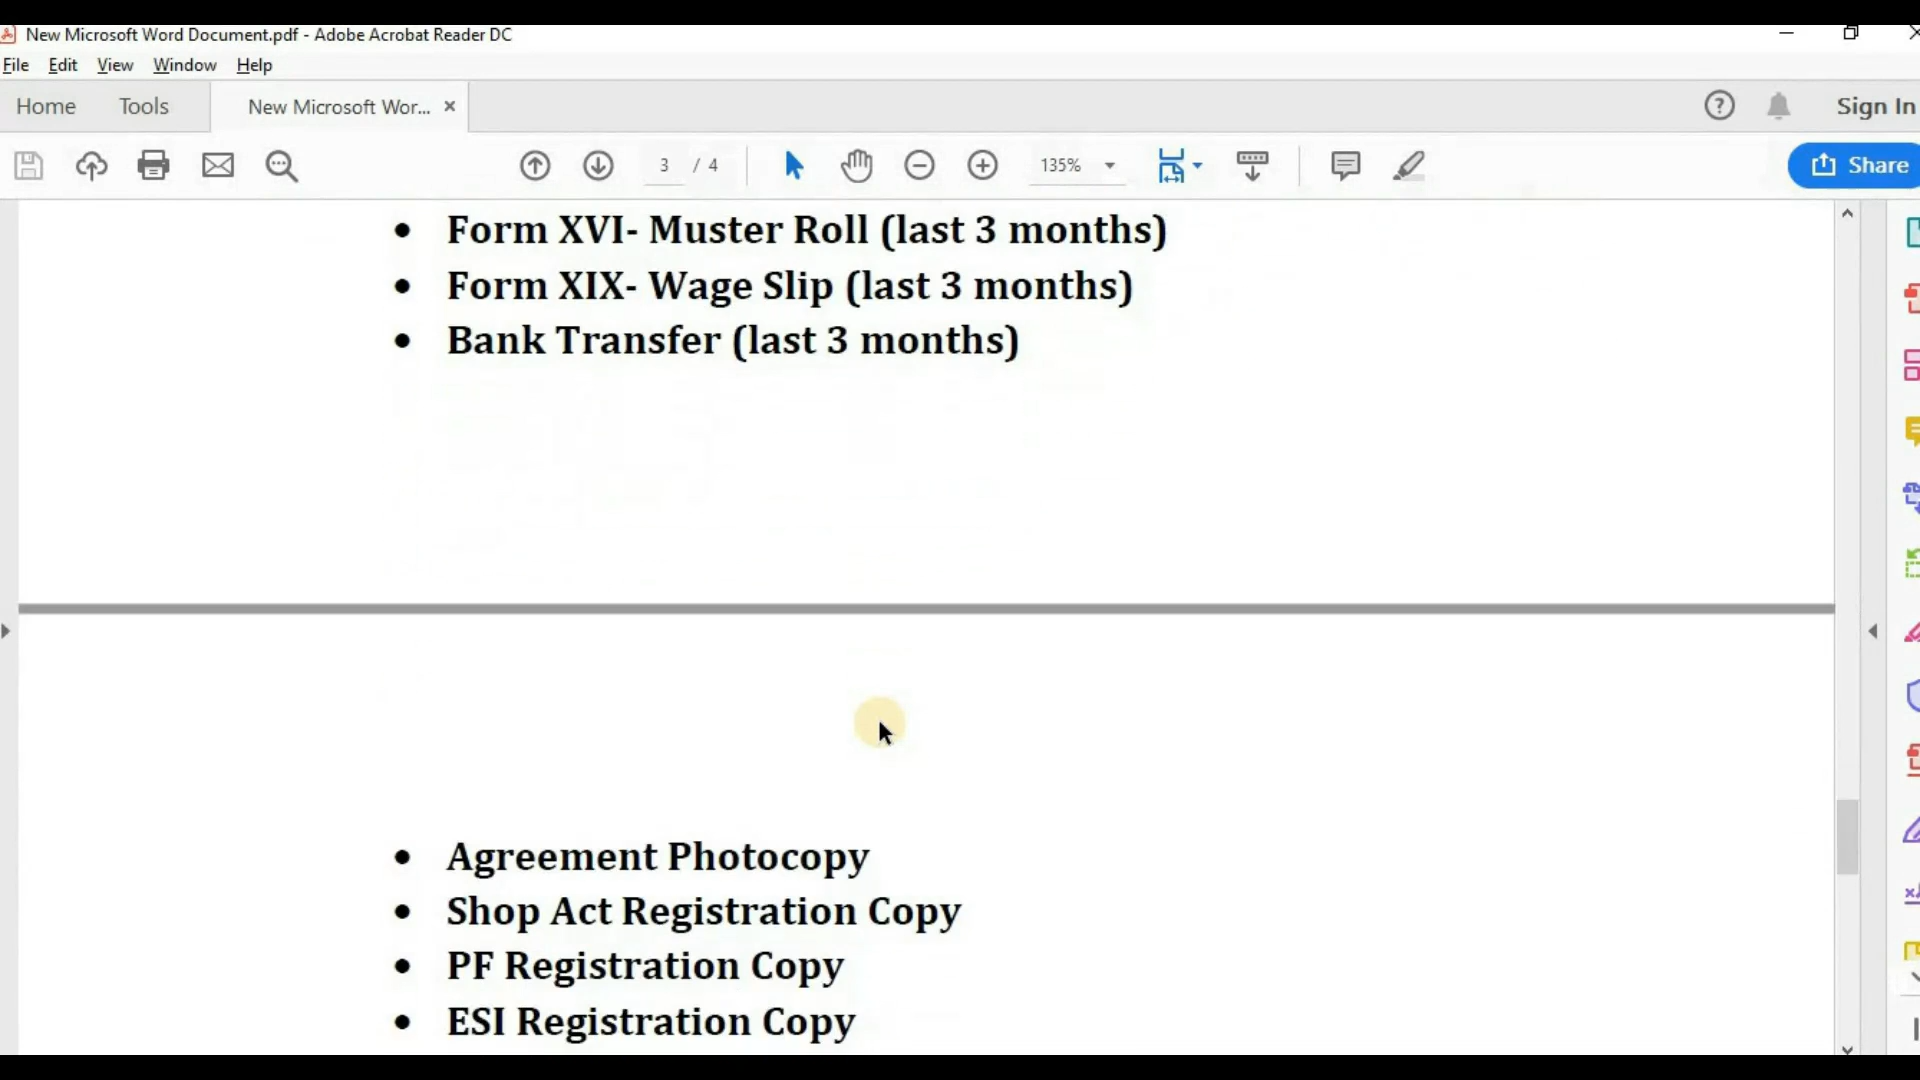 New Microsoft Word Document.pdf - Adobe Acrobat Reader DC
File Edit View Window Help
Home Tools New Microsoft Wor... Sign In
3 / 4 135% Share
• Form XVI- Muster Roll (last 3 months)
• Form XIX- Wage Slip (last 3 months)
• Bank Transfer (last 3 months)
• Agreement Photocopy
• Shop Act Registration Copy
• PF Registration Copy
• ESI Registration Copy